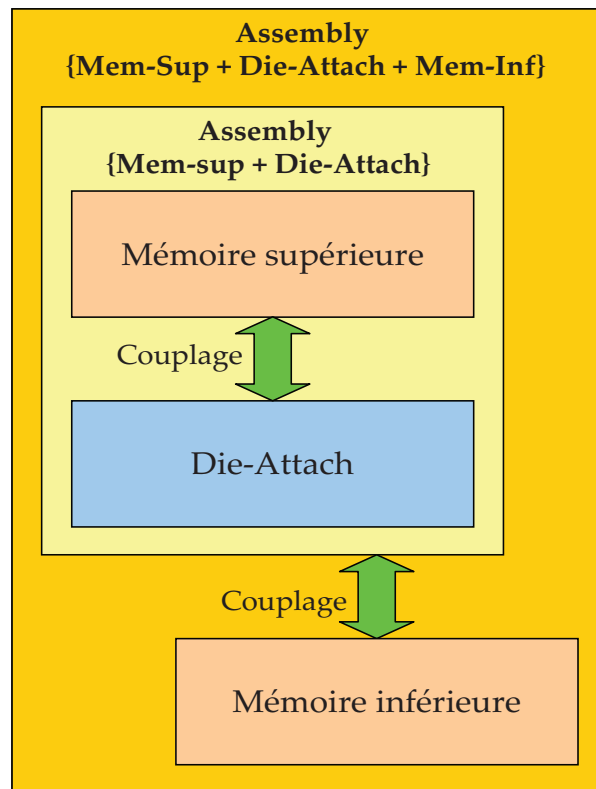 Assembly
{Mem-Sup + Die-Attach + Mem-Inf}
Assembly
{Mem-sup + Die-Attach}
Mémoire supérieure
Couplage
Die-Attach
Couplage
Mémoire inférieure